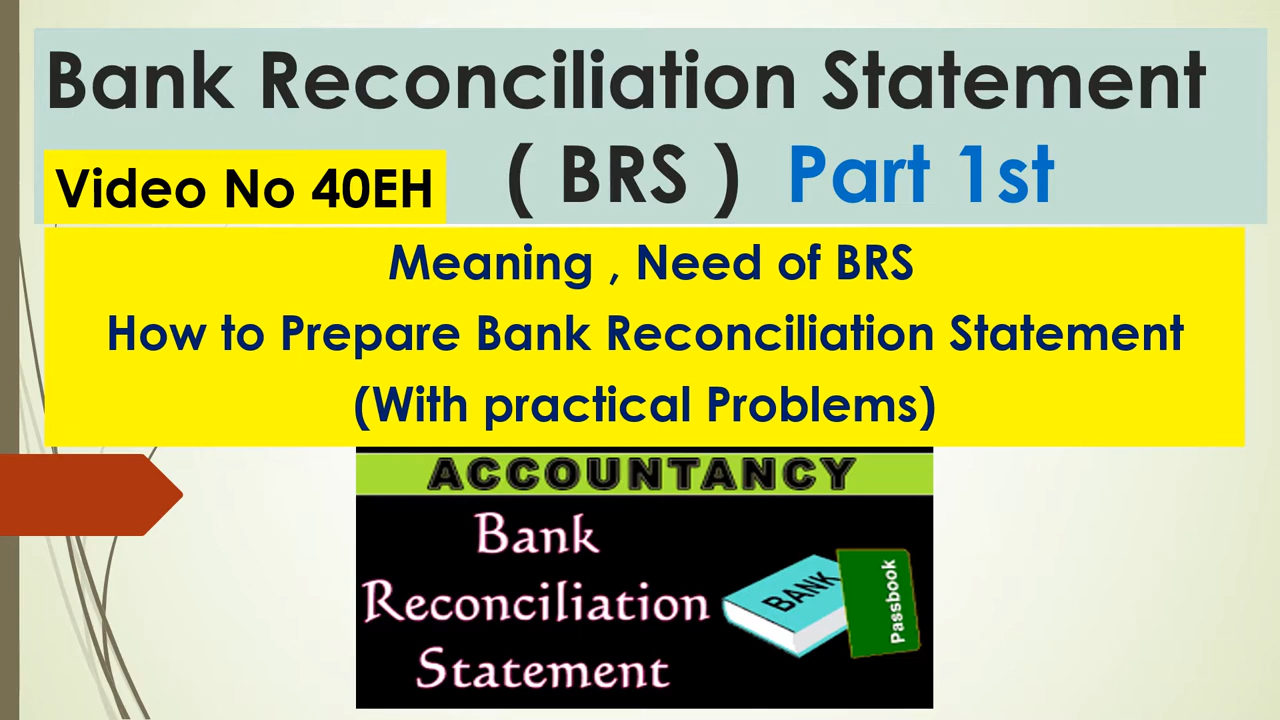 Bank Reconciliation Statement
( BRS ) Part 1st
Video No 40EH
Meaning , Need of BRS
How to Prepare Bank Reconciliation Statement
(With practical Problems)
ACCOUNTANCY
Bank
Reconciliation
Statement
BANK
Passbook